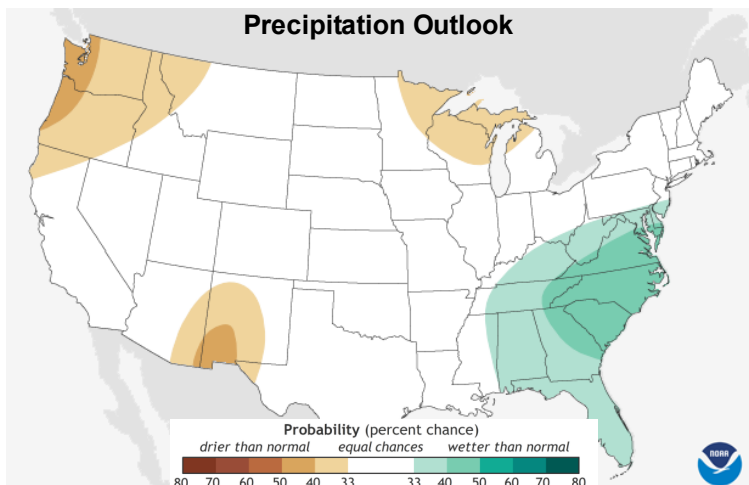 Precipitation Outlook
Probability (percent chance)
drier than normal equal chances wetter than normal
80 70 60 50 40 33 33 40 50 60 70 80
NOAA